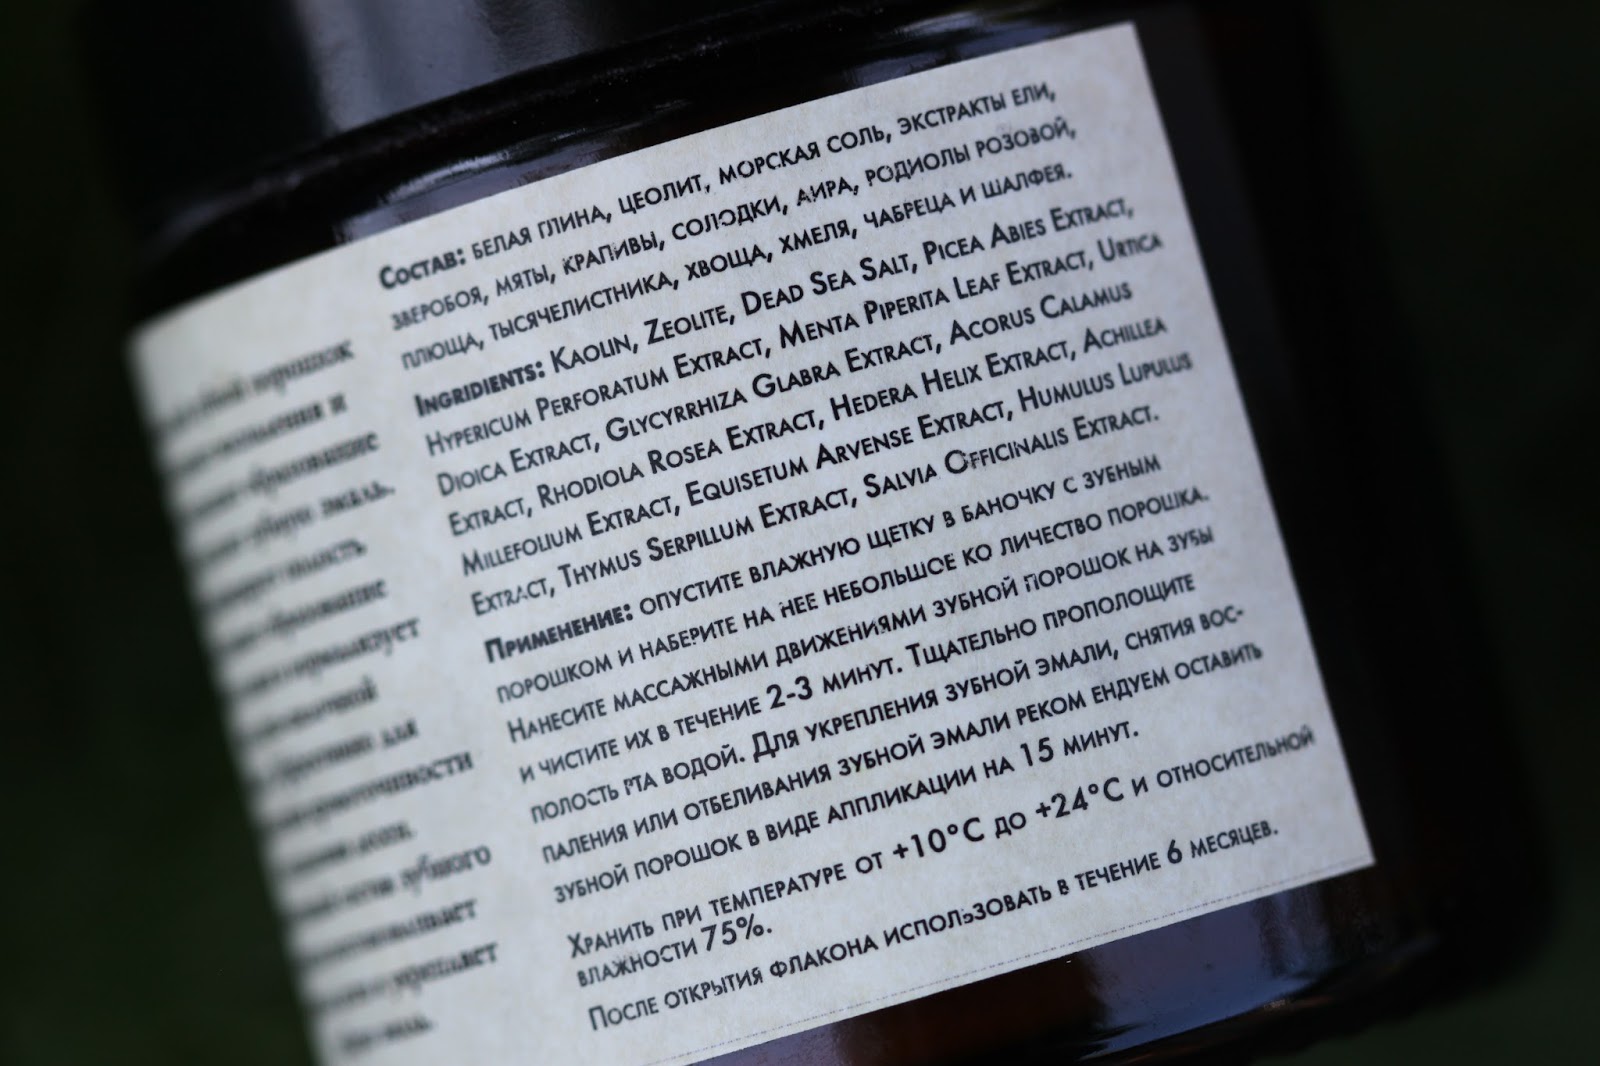 Состав: белая глина, цеолит, морская соль, экстракты ели,
зверобоя, мяты, крапивы, солодки, аира, родиолы розовой,
плюща, тысячелистника, хвоща, хмеля, чабреца и шалфея.
Ingridients: Kaolin, Zeolite, Dead Sea Salt, Picea Abies Extract,
Hypericum Perforatum Extract, Menta Piperita Leaf Extract, Urtica
Dioica Extract, Glycyrrhiza Glabra Extract, Acorus Calamus
Extract, Rhodiola Rosea Extract, Hedera Helix Extract, Achillea
Millefolium Extract, Equisetum Arvense Extract, Humulus Lupulus
Extract, Thymus Serpillum Extract, Salvia Officinalis Extract.
Применение: опустите влажную щетку в баночку с зубным
порошком и наберите на нее небольшое ко личество порошка.
Нанесите массажными движениями зубной порошок на зубы
и чистите их в течение 2-3 минут. Тщательно прополощите
полость рта водой. Для укрепления зубной эмали, снятия вос-
паления или отбеливания зубной эмали реком ендуем оставить
зубной порошок в виде аппликации на 15 минут.
Хранить при температуре от +10°C до +24°C и относительной
влажности 75%.
После открытия флакона использовать в течение 6 месяцев.
порошок
и
эмаль.
полость
нормализует
для
зубного
укрепляет